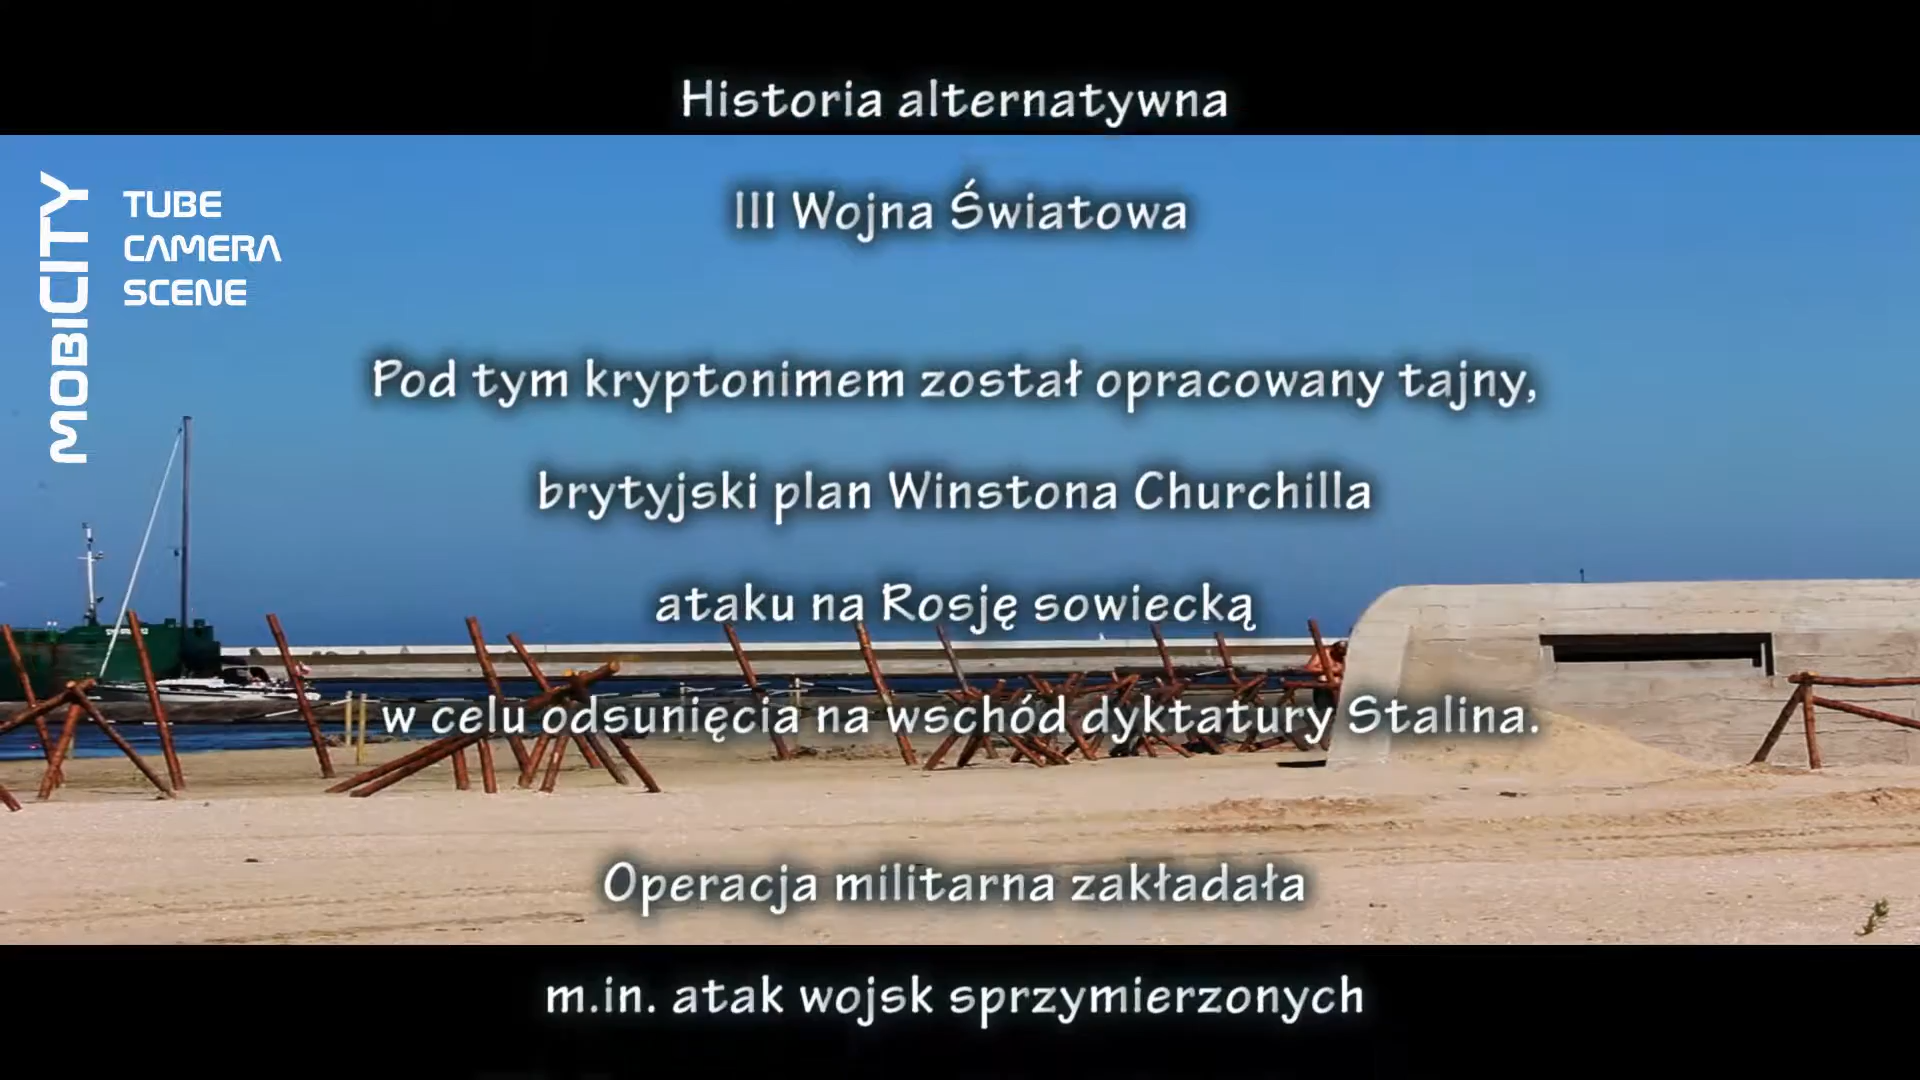 Historia alternatywna
III Wojna Światowa
MOBICITY
TUBE
CAMERA
SCENE
Pod tym kryptonimem został opracowany tajny,
brytyjski plan Winstona Churchilla
ataku na Rosję sowiecką
w celu odsunięcia na wschód dyktatury Stalina.
Operacja militarna zakładała
m.in. atak wojsk sprzymierzonych